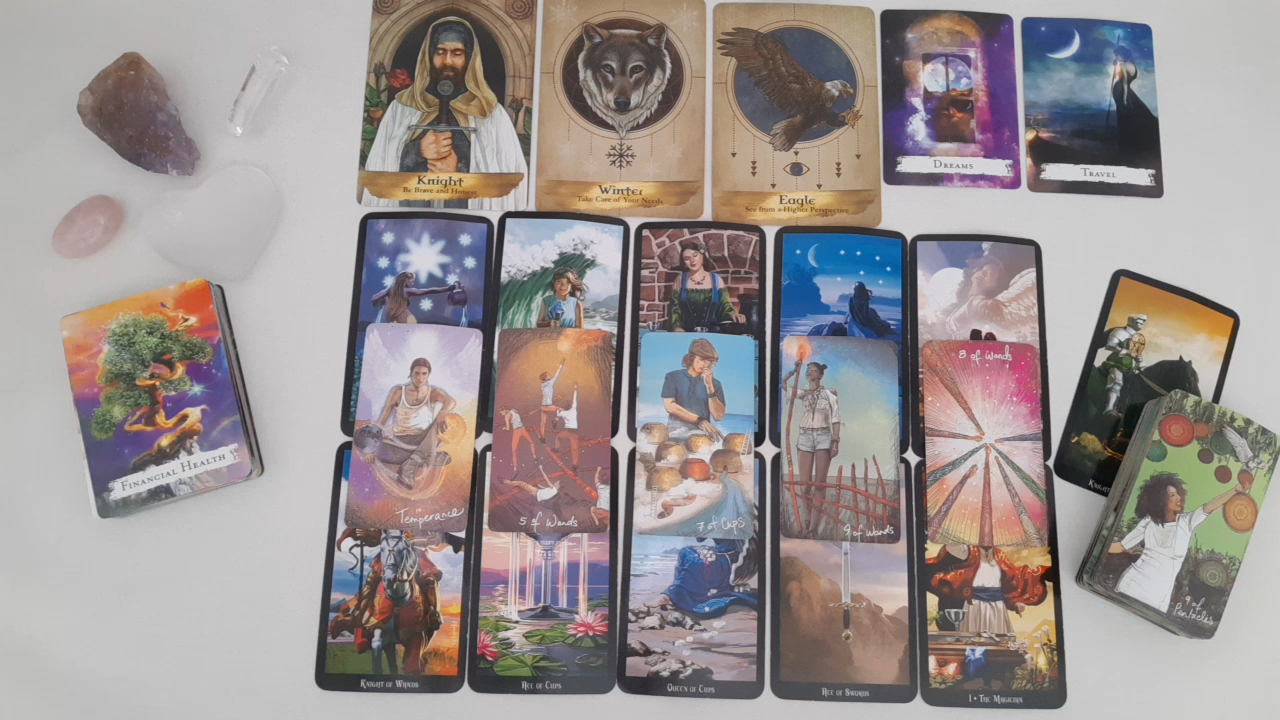 Knight
Be Brave and Honest
Winter
Take Care of Your Needs
Eagle
See from a Higher Perspective
Dreams
Travel
Financial Health
Temperance
5 of Wands
7 of Cups
9 of Wands
8 of Wands
Knight
9 of
Pentacles
Knight of Wands
Ace of Cups
Queen of Cups
Ace of Swords
I • The Magician